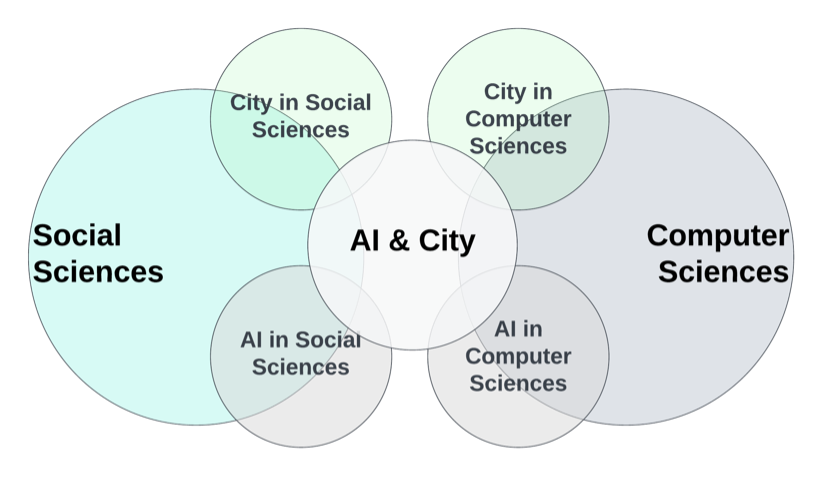 City in Social
Sciences
City in
Computer
Sciences
Social
Sciences
AI & City
Computer
Sciences
AI in Social
Sciences
AI in
Computer
Sciences